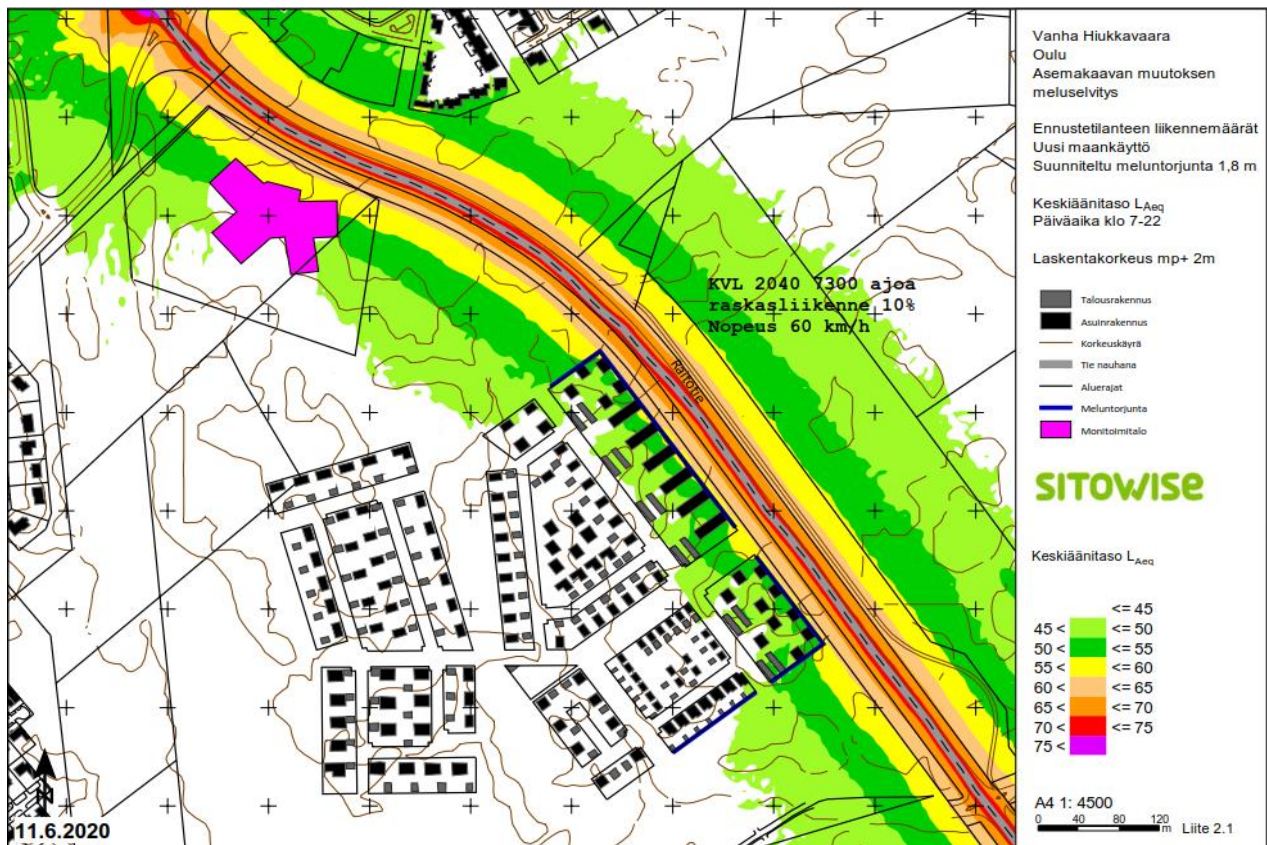 KVL 2040 7300 ajoa
raskasliikenne 10%
Nopeus 60 km/h
Raitotie
11.6.2020
Vanha Hiukkavaara
Oulu
Asemakaavan muutoksen
meluselvitys
Ennustetilanteen liikennemäärät
Uusi maankäyttö
Suunniteltu meluntorjunta 1,8 m
Keskiäänitaso LAeq
Päiväaika klo 7-22
Laskentakorkeus mp+ 2m
Talousrakennus
Asuinrakennus
Korkeuskäyrä
Tie nauhana
Aluerajat
Meluntorjunta
Monitoimitalo
SITOWISE
Keskiäänitaso LAeq
<= 45
45 < <= 50
50 < <= 55
55 < <= 60
60 < <= 65
65 < <= 70
70 < <= 75
75 <
A4 1: 4500
0 40 80 120
m
Liite 2.1